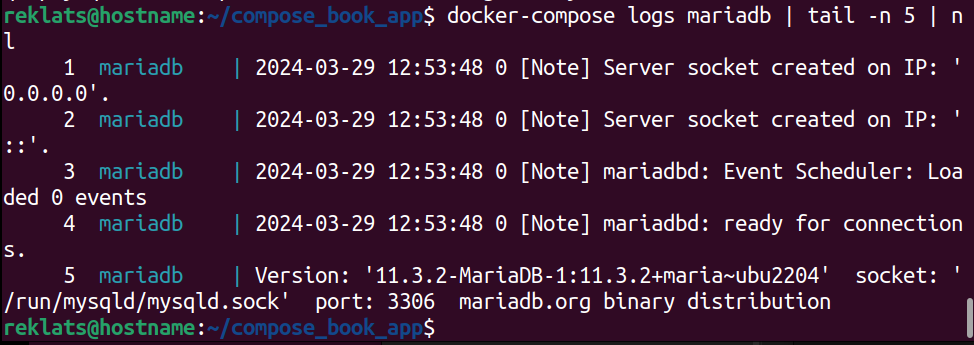 reklats@hostname:~/compose_book_app$ docker-compose logs mariadb | tail -n 5 | n
l
     1  mariadb    | 2024-03-29 12:53:48 0 [Note] Server socket created on IP: '
0.0.0.0'.
     2  mariadb    | 2024-03-29 12:53:48 0 [Note] Server socket created on IP: '
::'.
     3  mariadb    | 2024-03-29 12:53:48 0 [Note] mariadbd: Event Scheduler: Loa
ded 0 events
     4  mariadb    | 2024-03-29 12:53:48 0 [Note] mariadbd: ready for connection
s.
     5  mariadb    | Version: '11.3.2-MariaDB-1:11.3.2+maria~ubu2204'  socket: '
/run/mysqld/mysqld.sock'  port: 3306  mariadb.org binary distribution
reklats@hostname:~/compose_book_app$